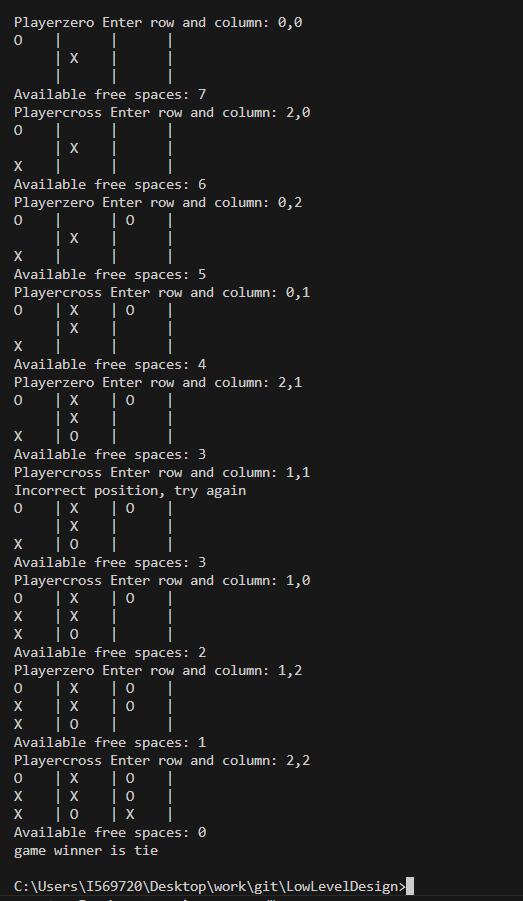 Playerzero Enter row and column: 0,0
O    |      |      |
     | X    |      |
     |      |      |
Available free spaces: 7
Playercross Enter row and column: 2,0
O    |      |      |
     | X    |      |
X    |      |      |
Available free spaces: 6
Playerzero Enter row and column: 0,2
O    |      | O    |
     | X    |      |
X    |      |      |
Available free spaces: 5
Playercross Enter row and column: 0,1
O    | X    | O    |
     | X    |      |
X    |      |      |
Available free spaces: 4
Playerzero Enter row and column: 2,1
O    | X    | O    |
     | X    |      |
X    | O    |      |
Available free spaces: 3
Playercross Enter row and column: 1,1
Incorrect position, try again
O    | X    | O    |
     | X    |      |
X    | O    |      |
Available free spaces: 3
Playercross Enter row and column: 1,0
O    | X    | O    |
X    | X    |      |
X    | O    |      |
Available free spaces: 2
Playerzero Enter row and column: 1,2
O    | X    | O    |
X    | X    | O    |
X    | O    |      |
Available free spaces: 1
Playercross Enter row and column: 2,2
O    | X    | O    |
X    | X    | O    |
X    | O    | X    |
Available free spaces: 0
game winner is tie
C:\Users\I569720\Desktop\work\git\LowLevelDesign>